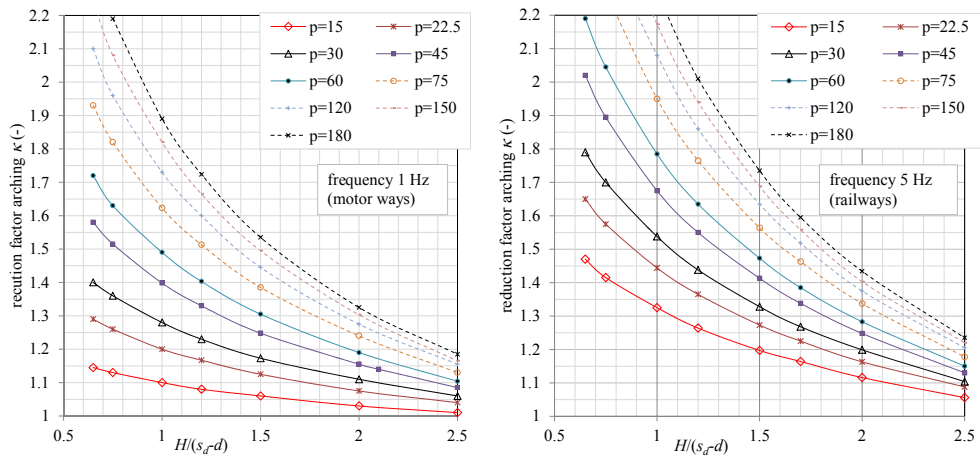 2.2
2.1
2
1.9
1.8
1.7
1.6
1.5
1.4
1.3
1.2
1.1
1
recution factor arching κ (-)
p=15 p=22.5
p=30 p=45
p=60 p=75
p=120 p=150
p=180
frequency 1 Hz
(motor ways)
0.5 1 1.5 2 2.5
H/(s_d-d)
2.2
2.1
2
1.9
1.8
1.7
1.6
1.5
1.4
1.3
1.2
1.1
1
reduction factor arching κ (-)
p=15 p=22.5
p=30 p=45
p=60 p=75
p=120 p=150
p=180
frequency 5 Hz
(railways)
0.5 1 1.5 2 2.5
H/(s_d-d)